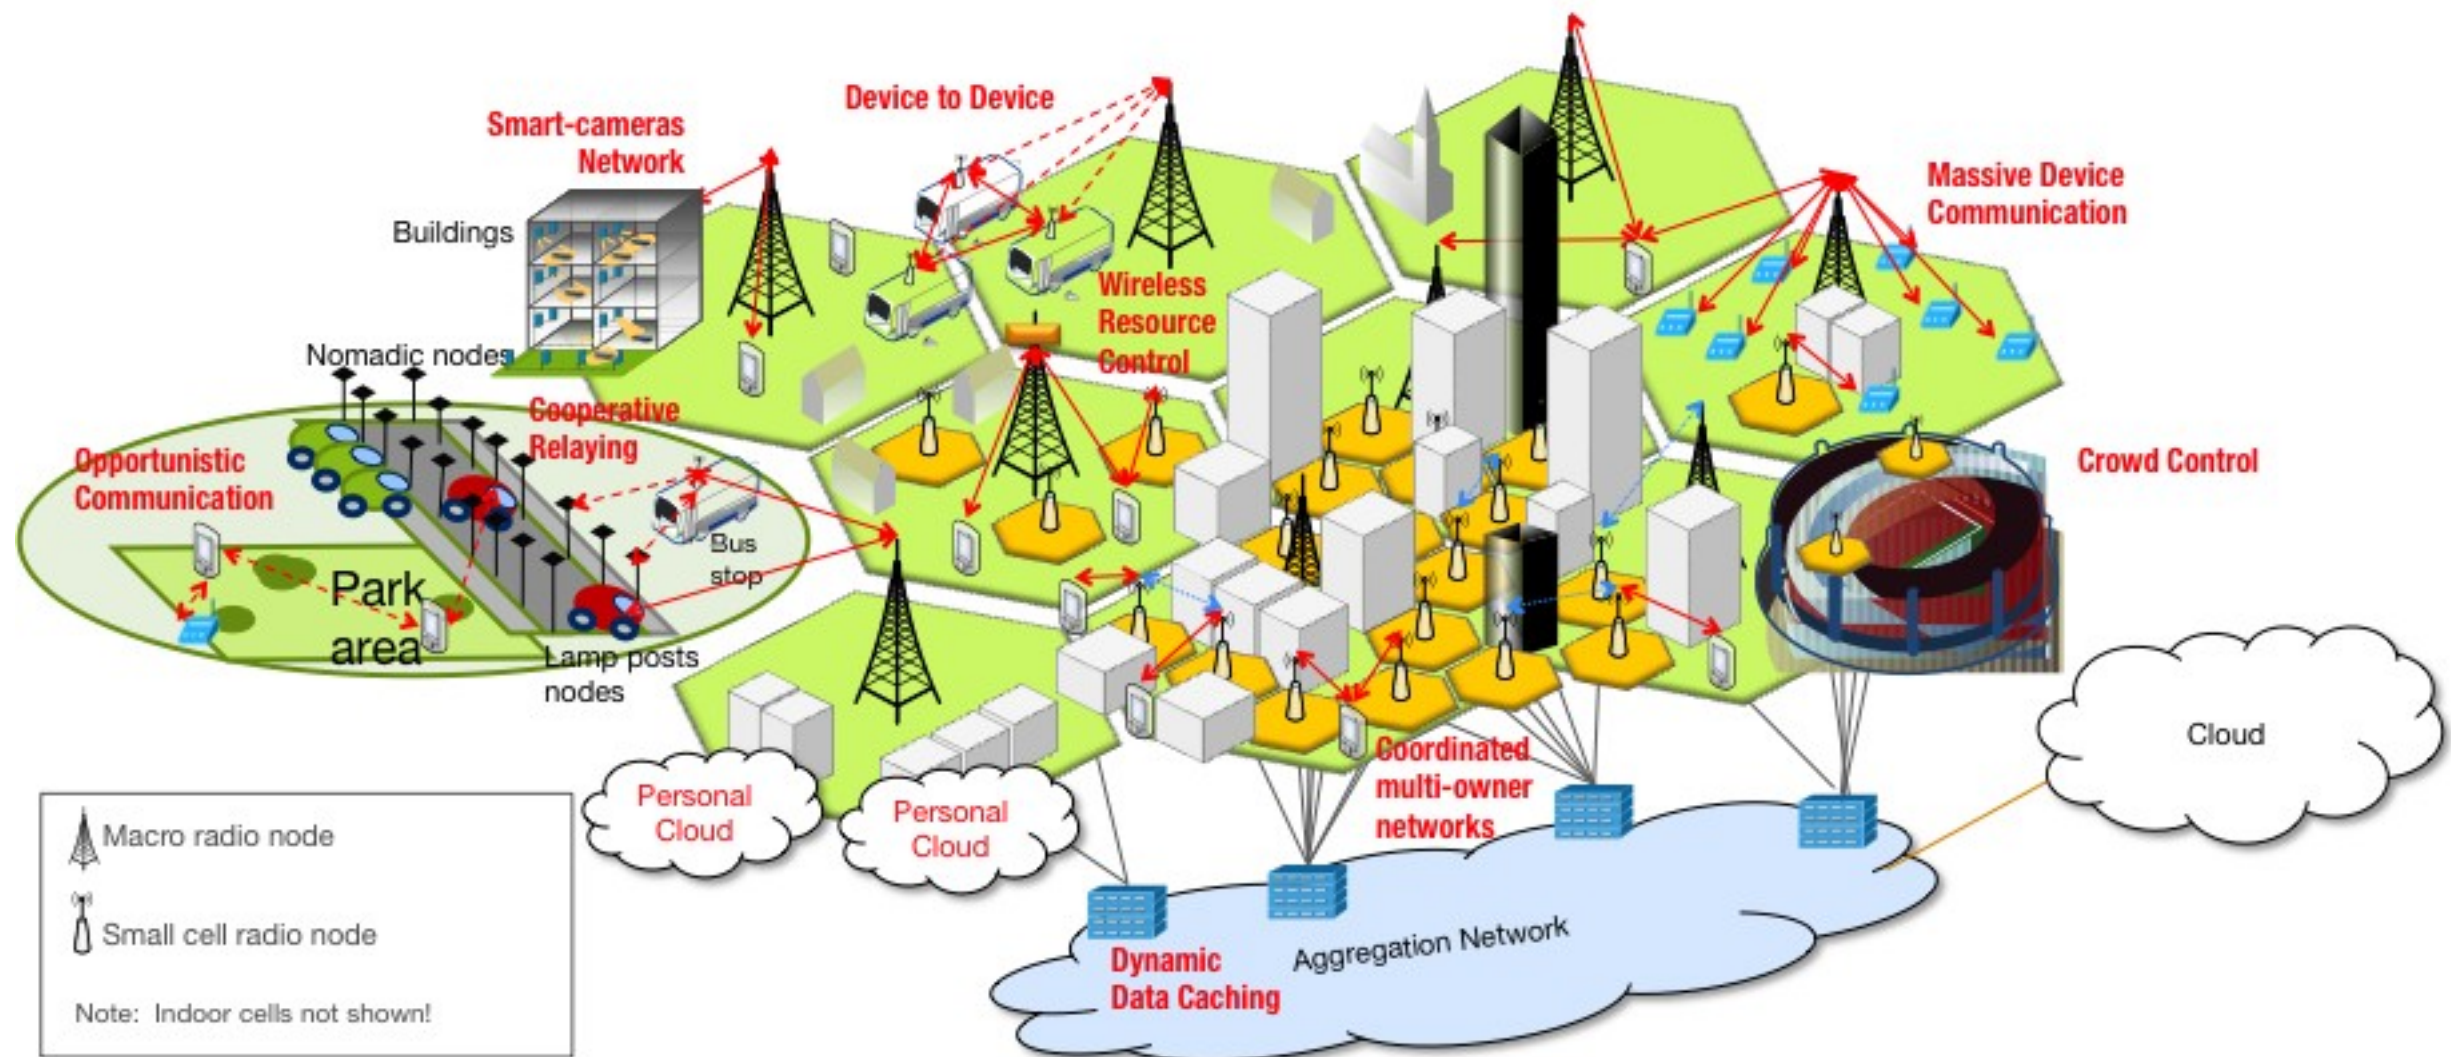 Device to Device
Smart-cameras
Network
Massive Device
Communication
Buildings
Wireless
Resource
Control
Nomadic nodes
Cooperative
Relaying
Opportunistic
Communication
Crowd Control
Bus
stop
Park
area
Lamp posts
nodes
Cloud
Coordinated
multi-owner
networks
Personal
Cloud
Personal
Cloud
Macro radio node
Small cell radio node
Note: Indoor cells not shown!
Aggregation Network
Dynamic
Data Caching